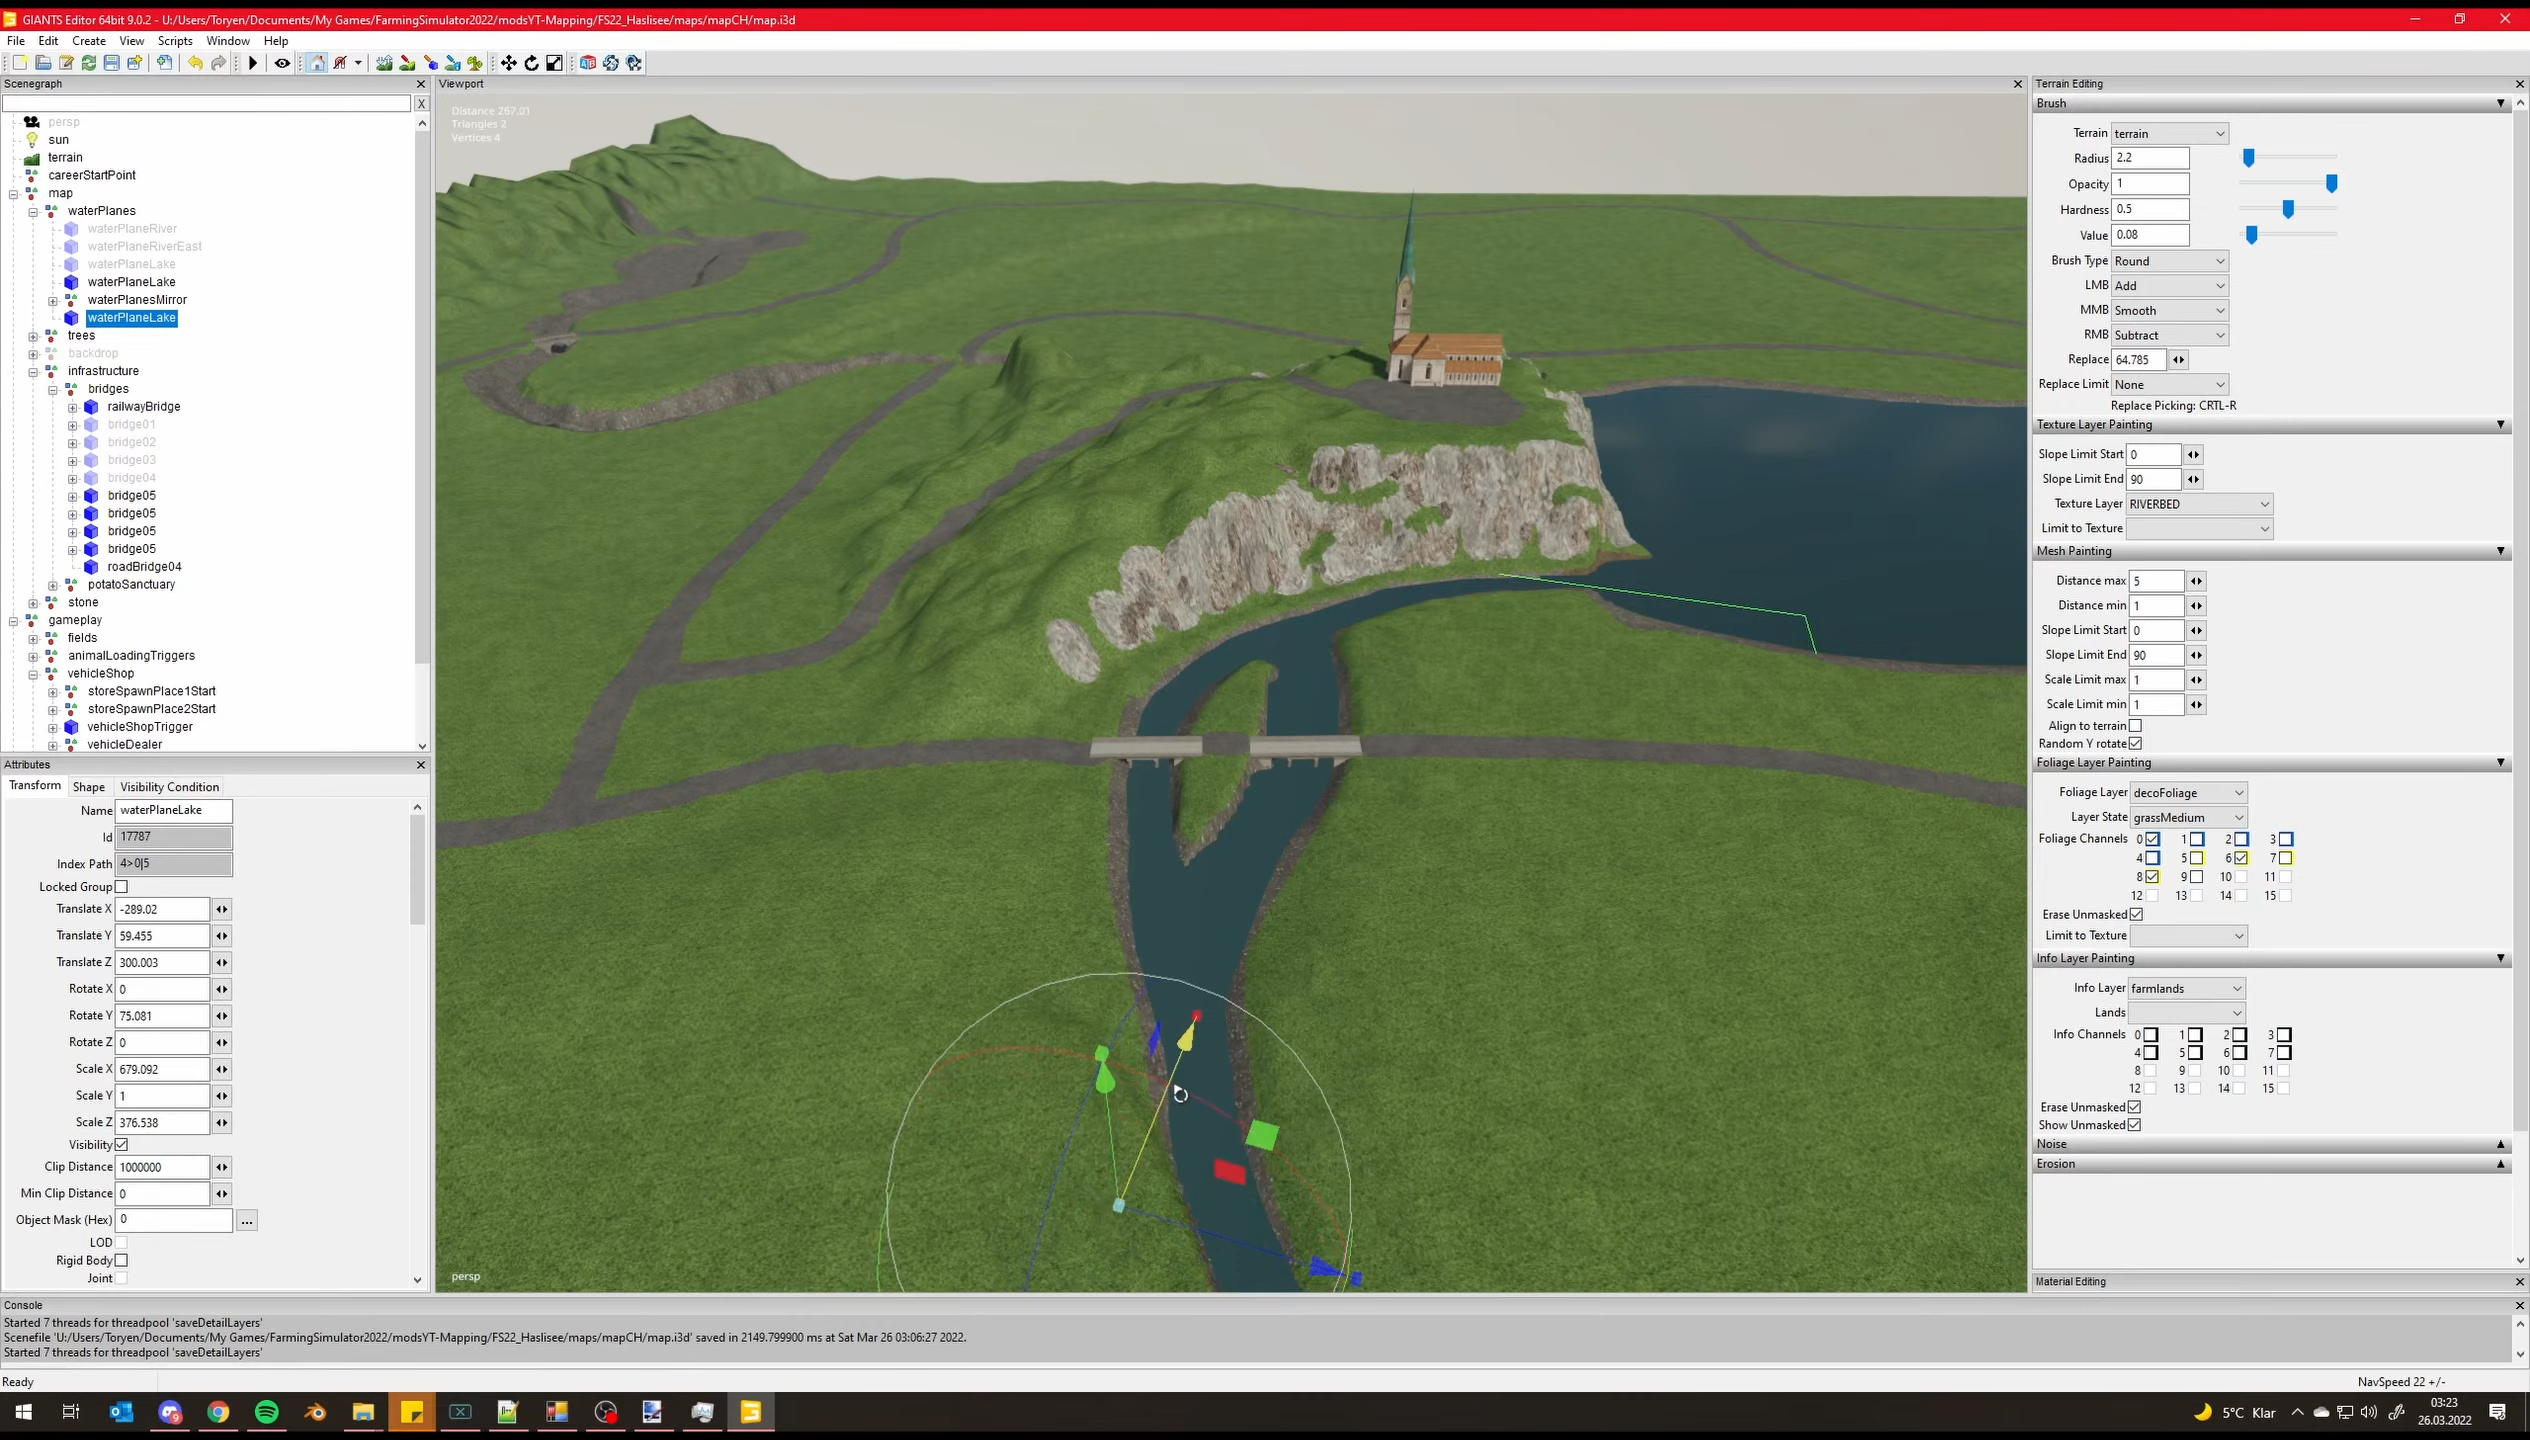 GIANTS Editor 64bit 9.0.2 - U:/Users/Toryen/Documents/My Games/FarmingSimulator2022/modsYT-Mapping/FS22_Haslisee/maps/mapCH/map.i3d
File Edit Create View Scripts Window Help
Scenegraph
X
persp
sun
terrain
careerStartPoint
map
waterPlanes
waterPlaneRiver
waterPlaneRiverEast
waterPlaneLake
waterPlaneLake
waterPlanesMirror
waterPlaneLake
trees
backdrop
infrastructure
bridges
railwayBridge
bridge01
bridge02
bridge03
bridge04
bridge05
bridge05
bridge05
bridge05
roadBridge04
potatoSanctuary
stone
gameplay
fields
animalLoadingTriggers
vehicleShop
storeSpawnPlace1Start
storeSpawnPlace2Start
vehicleShopTrigger
vehicleDealer
Attributes
Transform Shape Visibility Condition
Name waterPlaneLake
Id 17787
Index Path 4>0|5
Locked Group
Translate X -289.02
Translate Y 59.455
Translate Z 300.003
Rotate X 0
Rotate Y 75.081
Rotate Z 0
Scale X 679.092
Scale Y 1
Scale Z 376.538
Visibility
Clip Distance 1000000
Min Clip Distance 0
Object Mask (Hex) 0 ...
LOD
Rigid Body
Joint
Viewport
Distance 267.01
Triangles 2
Vertices 4
persp
Terrain Editing
Brush
Terrain terrain
Radius 2.2
Opacity 1
Hardness 0.5
Value 0.08
Brush Type Round
LMB Add
MMB Smooth
RMB Subtract
Replace 64.785
Replace Limit None
Replace Picking: CRTL-R
Texture Layer Painting
Slope Limit Start 0
Slope Limit End 90
Texture Layer RIVERBED
Limit to Texture
Mesh Painting
Distance max 5
Distance min 1
Slope Limit Start 0
Slope Limit End 90
Scale Limit max 1
Scale Limit min 1
Align to terrain
Random Y rotate
Foliage Layer Painting
Foliage Layer decoFoliage
Layer State grassMedium
Foliage Channels 0 1 2 3
4 5 6 7
8 9 10 11
12 13 14 15
Erase Unmasked
Limit to Texture
Info Layer Painting
Info Layer farmlands
Lands
Info Channels 0 1 2 3
4 5 6 7
8 9 10 11
12 13 14 15
Erase Unmasked
Show Unmasked
Noise
Erosion
Material Editing
Console
Started 7 threads for threadpool 'saveDetailLayers'
Scenefile 'U:/Users/Toryen/Documents/My Games/FarmingSimulator2022/modsYT-Mapping/FS22_Haslisee/maps/mapCH/map.i3d' saved in 2149.799900 ms at Sat Mar 26 03:06:27 2022.
Started 7 threads for threadpool 'saveDetailLayers'
Ready
NavSpeed 22 +/-
5°C Klar
03:23
26.03.2022